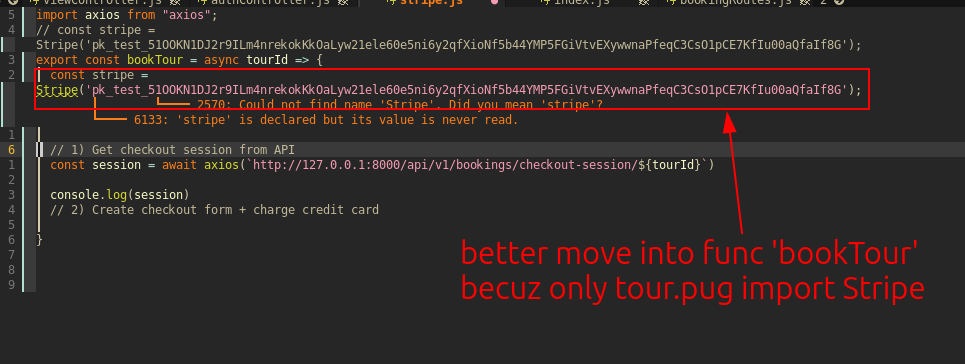 viewController.js authController.js stripe.js index.js bookingRoutes.js 2
5 import axios from "axios";
4 // const stripe =
Stripe('pk_test_51OOKN1DJ2r9ILm4nrekokKkOaLyw21ele60e5ni6y2qfXioNf5b44YMP5FGiVtvEXywwnaPfeqC3CsO1pCE7KfIu00aQfaIf8G');
3 export const bookTour = async tourId => {
2 const stripe =
Stripe('pk_test_51OOKN1DJ2r9ILm4nrekokKkOaLyw21ele60e5ni6y2qfXioNf5b44YMP5FGiVtvEXywwnaPfeqC3CsO1pCE7KfIu00aQfaIf8G');
2570: Could not find name 'Stripe'. Did you mean 'stripe'?
6133: 'stripe' is declared but its value is never read.
1
6 // 1) Get checkout session from API
1 const session = await axios(`http://127.0.0.1:8000/api/v1/bookings/checkout-session/${tourId}`)
2
3 console.log(session)
4 // 2) Create checkout form + charge credit card
5
6 }
7
8
9
better move into func 'bookTour'
becuz only tour.pug import Stripe